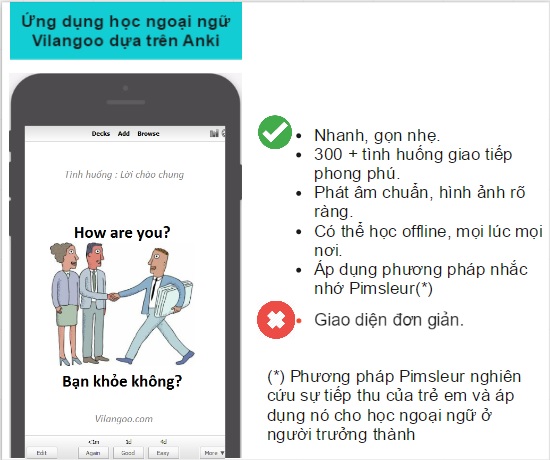 Ứng dụng học ngoại ngữ
Vilangoo dựa trên Anki
Decks Add Browse
Tình huống : Lời chào chung
How are you?
Bạn khỏe không?
Vilangoo.com
<1m 1d 4d
Edit Again Good Easy More ▼
• Nhanh, gọn nhẹ.
• 300 + tình huống giao tiếp
phong phú.
• Phát âm chuẩn, hình ảnh rõ
ràng.
• Có thể học offline, mọi lúc mọi
nơi.
• Áp dụng phương pháp nhắc
nhớ Pimsleur(*)
• Giao diện đơn giản.
(*) Phương pháp Pimsleur nghiên
cứu sự tiếp thu của trẻ em và áp
dụng nó cho học ngoại ngữ ở
người trưởng thành